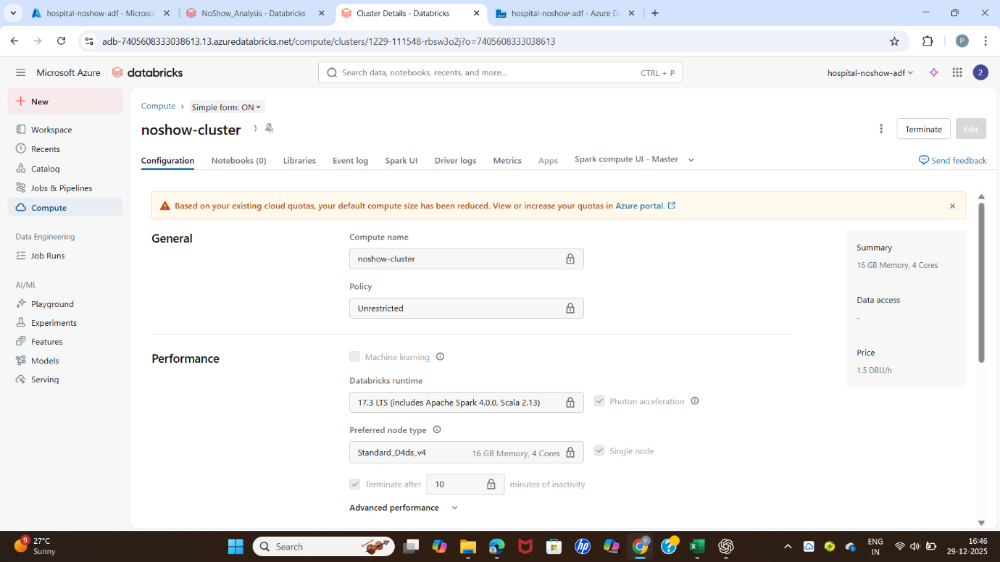 hospital-noshow-adf - Microsof
NoShow_Analysis - Databricks
Cluster Details - Databricks
hospital-noshow-adf - Azure Da
adb-7405608333038613.13.azuredatabricks.net/compute/clusters/1229-111548-rbsw3o2j?o=7405608333038613
P
Microsoft Azure
databricks
Search data, notebooks, recents, and more...
CTRL + P
hospital-noshow-adf
2
New
Workspace
Recents
Catalog
Jobs & Pipelines
Compute
Data Engineering
Job Runs
AI/ML
Playground
Experiments
Features
Models
Serving
Compute
Simple form: ON
noshow-cluster
Terminate
Edit
Configuration
Notebooks (0)
Libraries
Event log
Spark UI
Driver logs
Metrics
Apps
Spark compute UI - Master
Send feedback
Based on your existing cloud quotas, your default compute size has been reduced. View or increase your quotas in Azure portal.
General
Compute name
noshow-cluster
Policy
Unrestricted
Performance
Machine learning
Databricks runtime
17.3 LTS (includes Apache Spark 4.0.0, Scala 2.13)
Photon acceleration
Preferred node type
Standard_D4ds_v4
16 GB Memory, 4 Cores
Single node
Terminate after
10
minutes of inactivity
Advanced performance
Summary
16 GB Memory, 4 Cores
Data access
-
Price
1.5 DBU/h
9
27°C
Sunny
Search
hp
M365
P
ENG
IN
16:46
29-12-2025